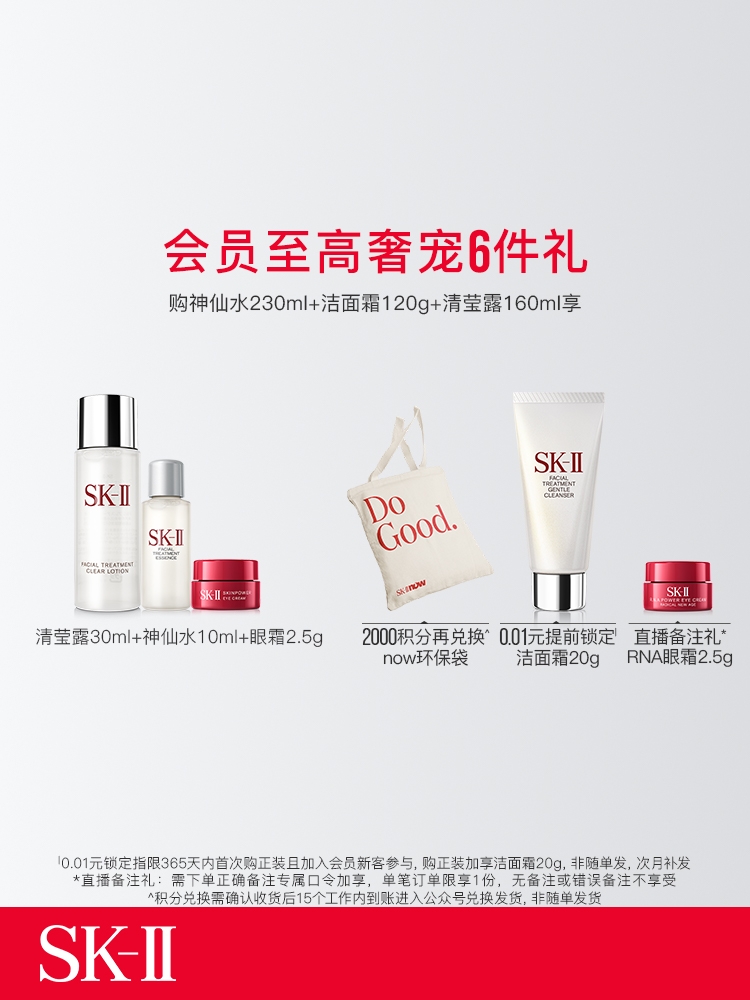 会员至高奢宠6件礼
购神仙水230ml+洁面霜120g+清莹露160ml享
SK-II
FACIAL TREATMENT
CLEAR LOTION
SK-II
FACIAL
TREATMENT
ESSENCE
SK-II SKINPOWER
EYE CREAM
Do
Good.
SK-II now
SK-II
FACIAL
TREATMENT
GENTLE
CLEANSER
SK-II
R.N.A. POWER EYE CREAM
RADICAL NEW AGE
清莹露30ml+神仙水10ml+眼霜2.5g
2000积分再兑换^
now环保袋
0.01元提前锁定!
洁面霜20g
直播备注礼*
RNA眼霜2.5g
!0.01元锁定指限365天内首次购正装且加入会员新客参与, 购正装加享洁面霜20g, 非随单发, 次月补发
*直播备注礼：需下单正确备注专属口令加享，单笔订单限享1份，无备注或错误备注不享受
^积分兑换需确认收货后15个工作内到账进入公众号兑换发货, 非随单发货
SK-II